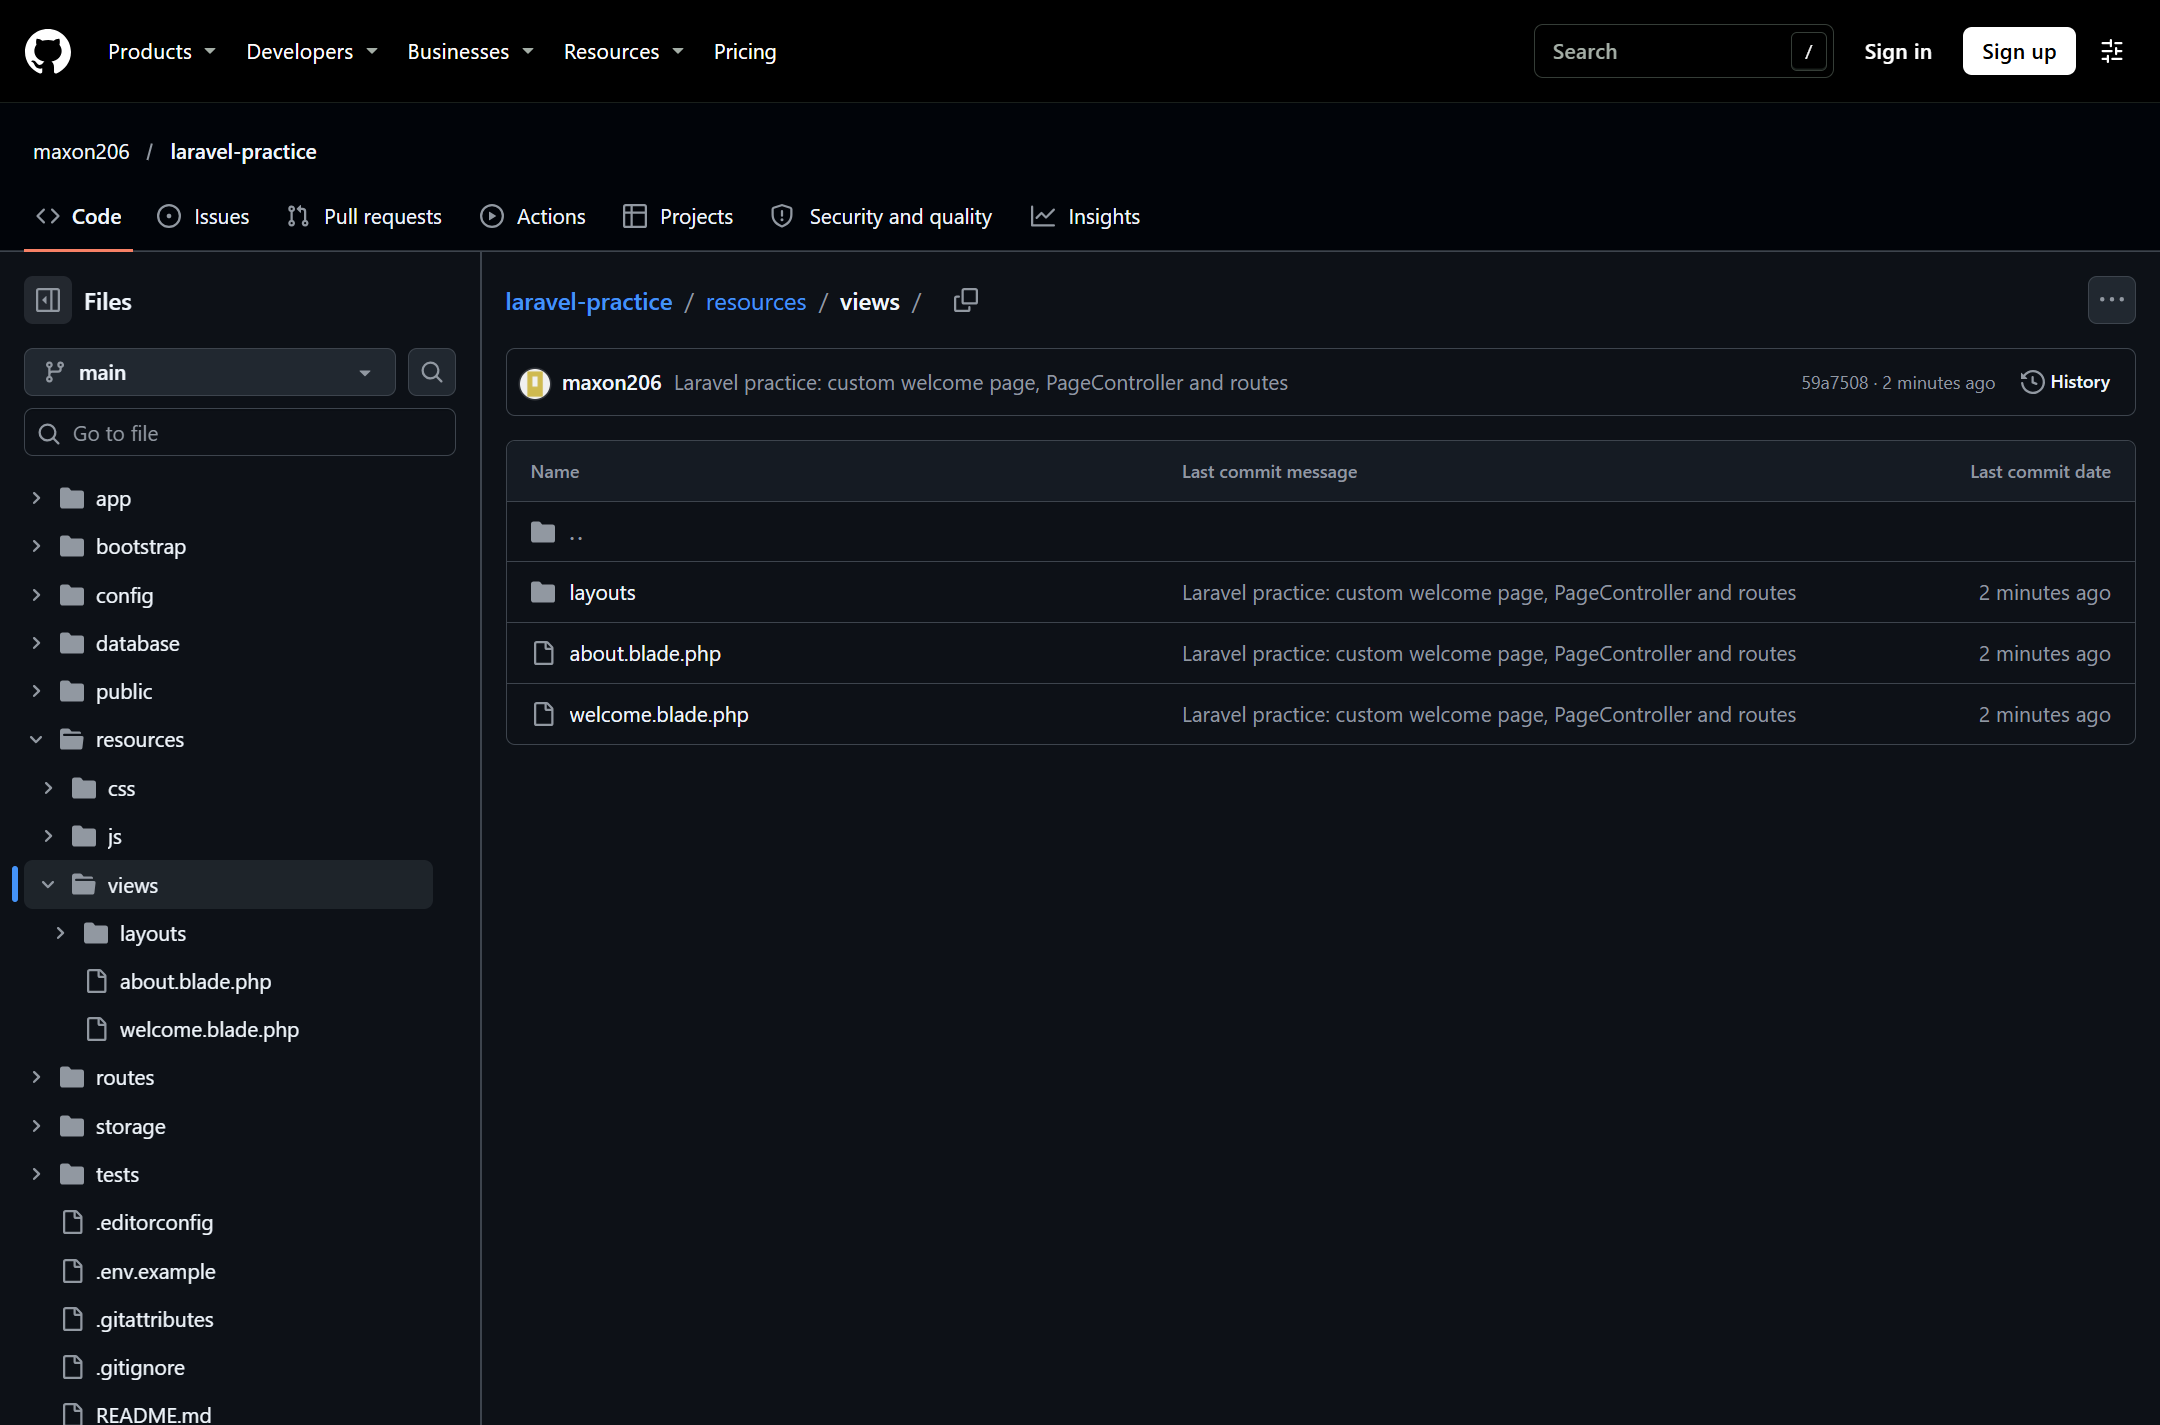 Products Developers Businesses Resources Pricing Search / Sign in Sign up
maxon206 / laravel-practice
Code Issues Pull requests Actions Projects Security and quality Insights
Files
main
Go to file
app
bootstrap
config
database
public
resources
css
js
views
layouts
about.blade.php
welcome.blade.php
routes
storage
tests
.editorconfig
.env.example
.gitattributes
.gitignore
README.md
laravel-practice / resources / views /
maxon206 Laravel practice: custom welcome page, PageController and routes 59a7508 · 2 minutes ago History
Name Last commit message Last commit date
..
layouts Laravel practice: custom welcome page, PageController and routes 2 minutes ago
about.blade.php Laravel practice: custom welcome page, PageController and routes 2 minutes ago
welcome.blade.php Laravel practice: custom welcome page, PageController and routes 2 minutes ago